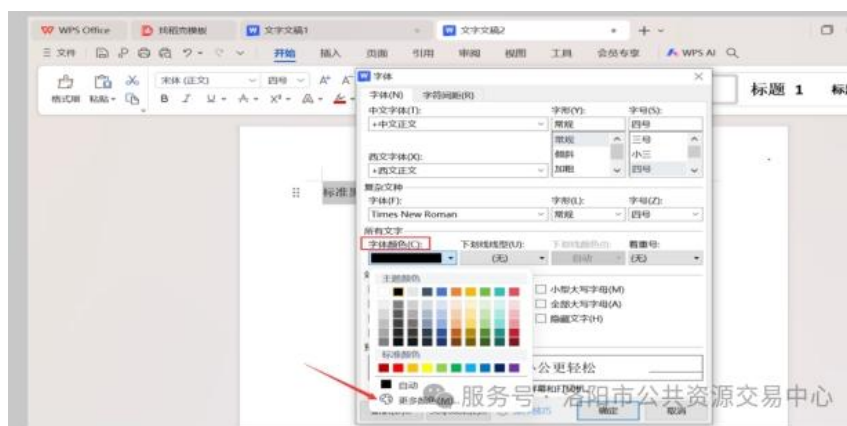 WPS Office 找稻壳模板 文字文稿1 文字文稿2
三 文件 开始 插入 页面 引用 审阅 视图 工具 会员专享 WPS AI
宋体 (正文) 四号 A⁺
格式刷 粘贴 B I U A X² A
标题 1
字体
字体(N) 字符间距(R)
中文字体(T): 字形(Y): 字号(S):
+中文正文 常规 四号
常规 三号
西文字体(X): 倾斜 小三
+西文正文 加粗 四号
复杂文种
字体(F): 字形(L): 字号(Z):
Times New Roman 常规 四号
所有文字
字体颜色(C): 下划线线型(U): 下划线颜色(I): 着重号:
(无) 自动 (无)
主题颜色
小型大写字母(M)
全部大写字母(A)
隐藏文字(H)
标准颜色
公更轻松
自动
更多颜色(M)...
服务号 · 洛阳市公共资源交易中心
确定 取消